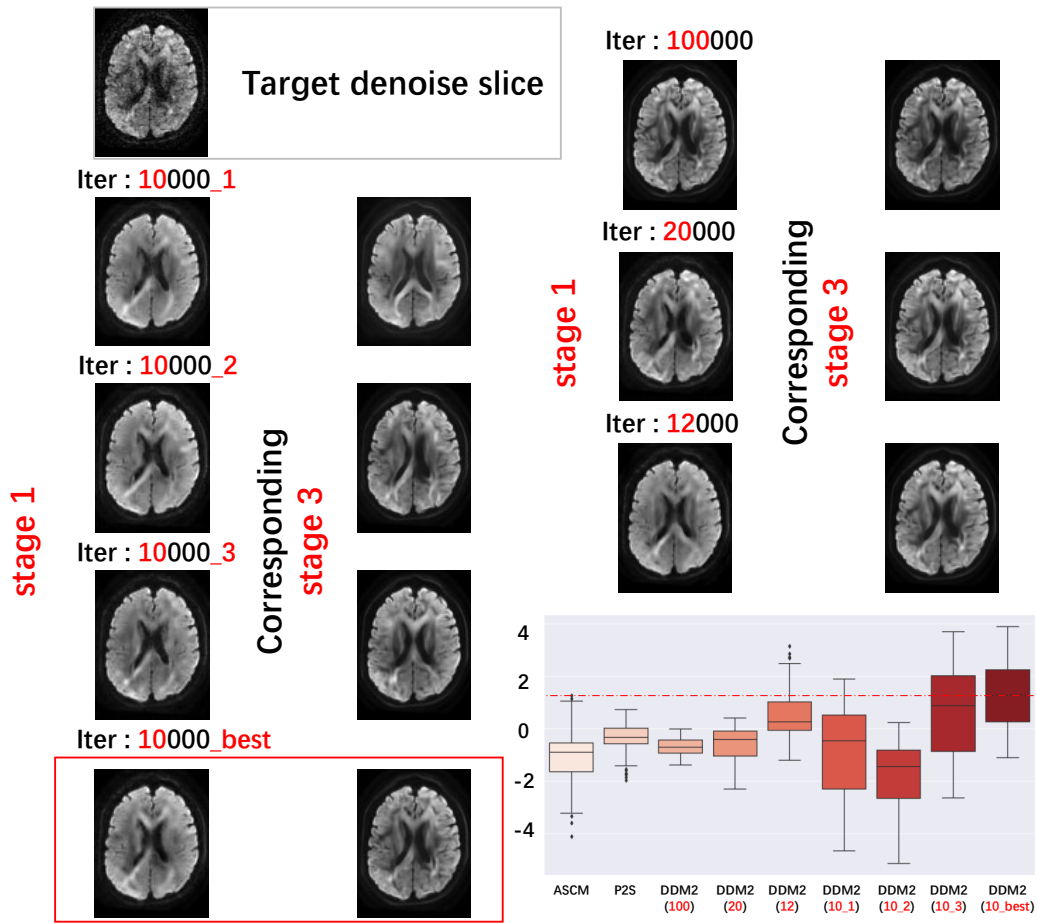 Target denoise slice
Iter : 10000_1
Iter : 10000_2
Iter : 10000_3
Iter : 10000_best
stage 1
Corresponding
stage 3
Iter : 100000
Iter : 20000
Iter : 12000
stage 1
Corresponding
stage 3
4
2
0
-2
-4
ASCM P2S DDM2 DDM2 DDM2 DDM2 DDM2 DDM2 DDM2
(100) (20) (12) (10_1) (10_2) (10_3) (10_best)